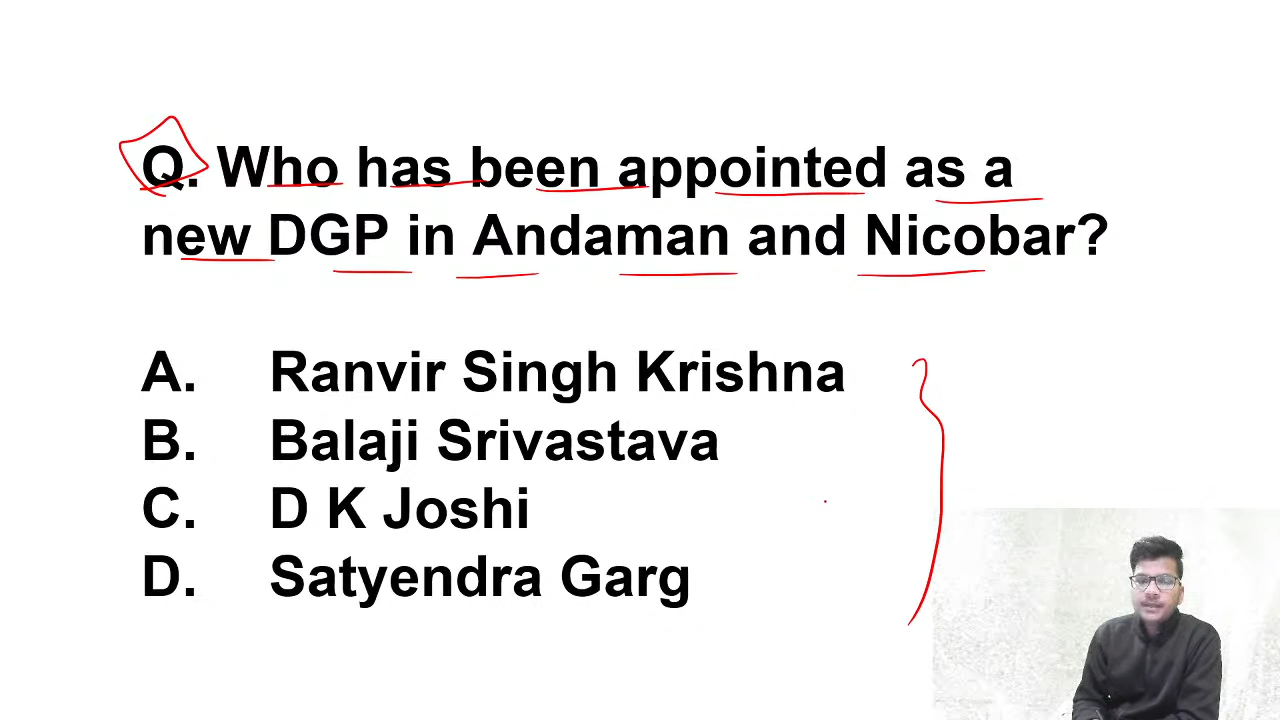 Q. Who has been appointed as a
new DGP in Andaman and Nicobar?
A. Ranvir Singh Krishna
B. Balaji Srivastava
C. D K Joshi
D. Satyendra Garg